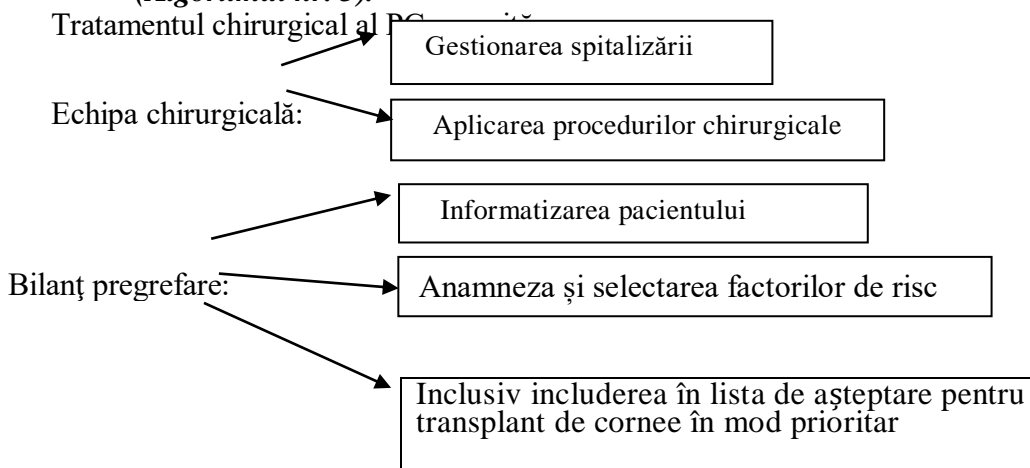 Tratamentul chirurgical al
Gestionarea spitalizării
Echipa chirurgicală:
Aplicarea procedurilor chirurgicale
Informatizarea pacientului
Bilanţ pregrefare:
Anamneza și selectarea factorilor de risc
Inclusiv includerea în lista de așteptare pentru
transplant de cornee în mod prioritar